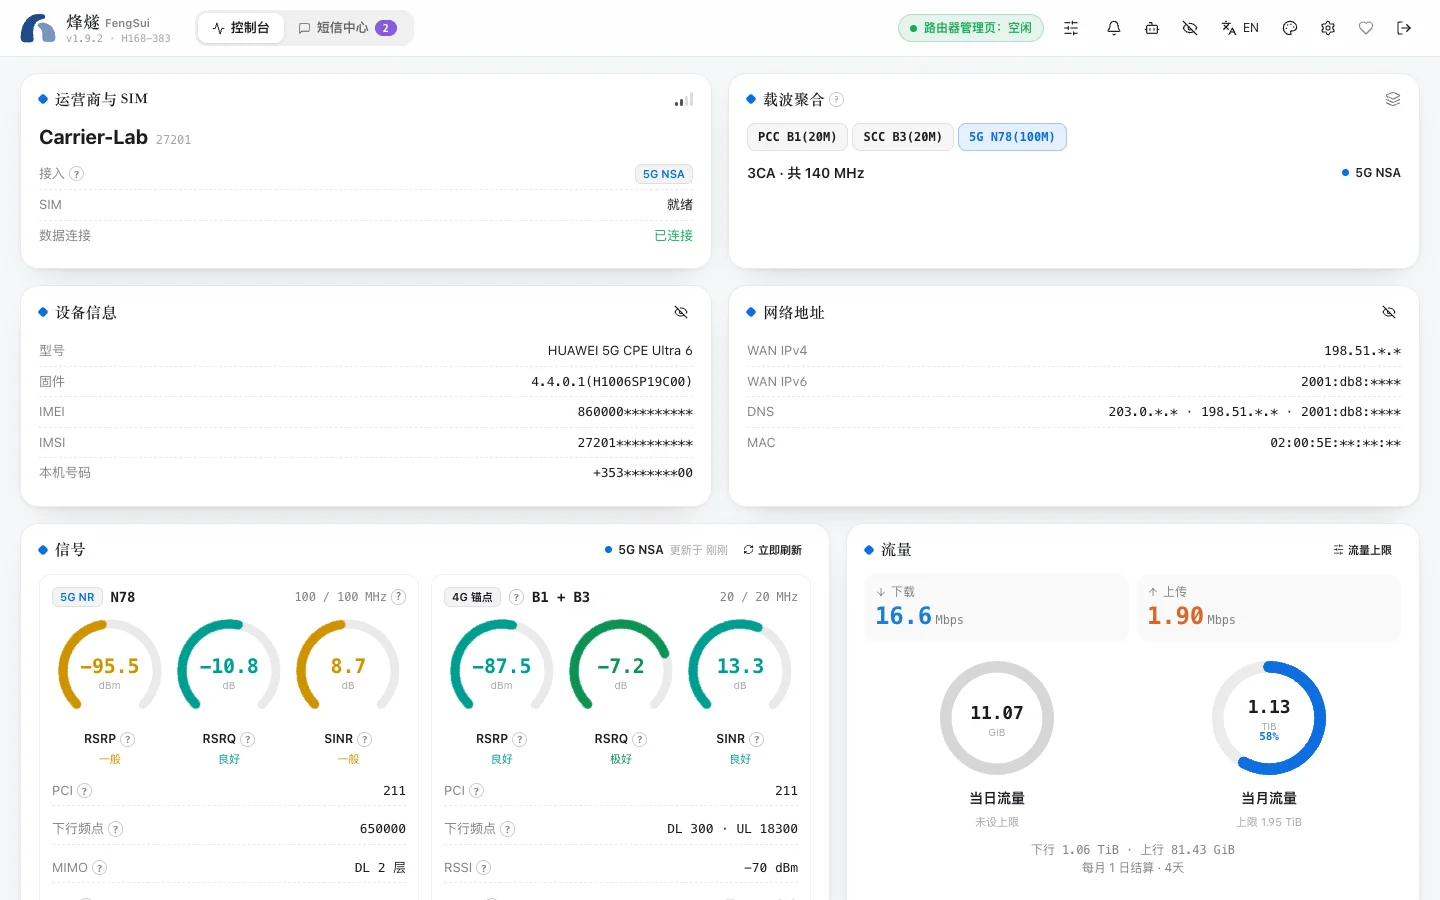 烽燧 FengSui
v1.9.2 · H168-383
控制台
短信中心 2
路由器管理页：空闲
EN
运营商与 SIM
Carrier-Lab 27201
接入 ?
5G NSA
SIM
就绪
数据连接
已连接
载波聚合 ?
PCC B1(20M)
SCC B3(20M)
5G N78(100M)
3CA · 共 140 MHz
5G NSA
设备信息
型号
HUAWEI 5G CPE Ultra 6
固件
4.4.0.1(H1006SP19C00)
IMEI
860000*********
IMSI
27201**********
本机号码
+353*******00
网络地址
WAN IPv4
198.51.*.*
WAN IPv6
2001:db8:****
DNS
203.0.*.* · 198.51.*.* · 2001:db8:****
MAC
02:00:5E:**:**:**
信号
5G NSA 更新于 刚刚 立即刷新
5G NR N78
100 / 100 MHz ?
-95.5
dBm
RSRP ?
一般
-10.8
dB
RSRQ ?
良好
8.7
dB
SINR ?
一般
PCI ?
211
下行频点 ?
650000
MIMO ?
DL 2 层
4G 锚点 ? B1 + B3
20 / 20 MHz
-87.5
dBm
RSRP ?
良好
-7.2
dB
RSRQ ?
极好
13.3
dB
SINR ?
良好
PCI ?
211
下行频点 ?
DL 300 · UL 18300
RSSI ?
-70 dBm
流量
流量上限
↓ 下载
16.6 Mbps
↑ 上传
1.90 Mbps
11.07
GiB
当日流量
未设上限
1.13
TiB
58%
当月流量
上限 1.95 TiB
下行 1.06 TiB · 上行 81.43 GiB
每月 1 日结算 · 4天